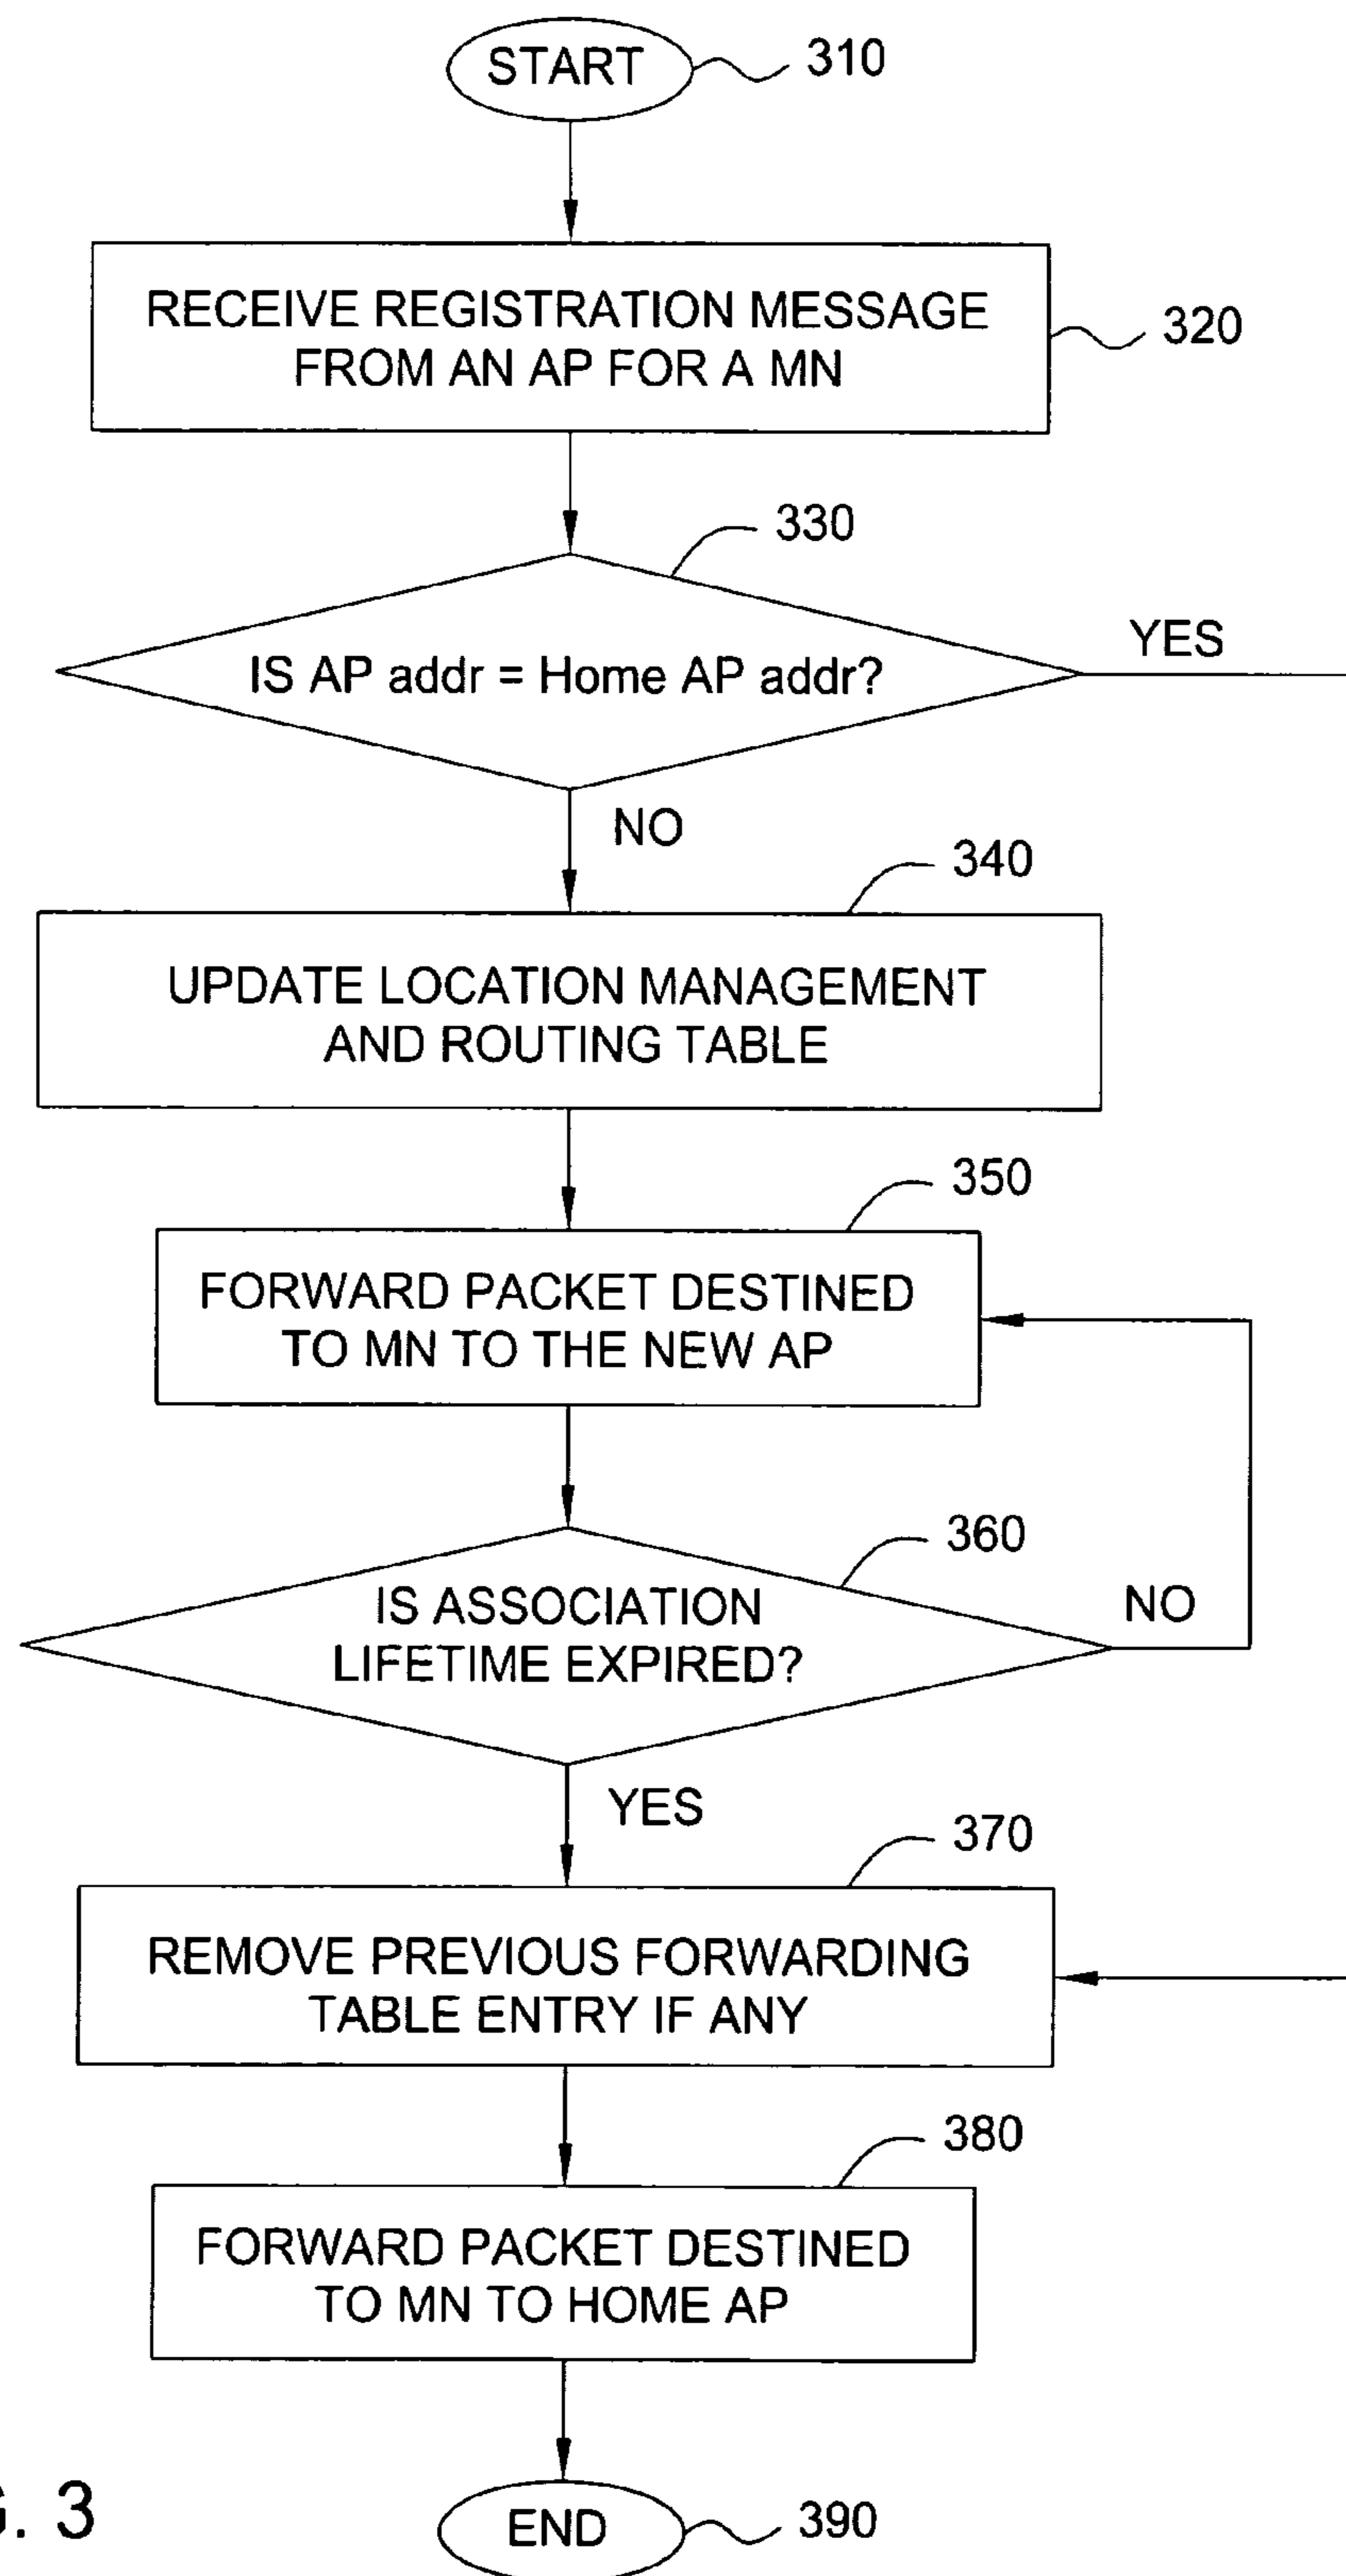 START
310
RECEIVE REGISTRATION MESSAGE
FROM AN AP FOR A MN
320
330
IS AP addr = Home AP addr?
YES
NO
340
UPDATE LOCATION MANAGEMENT
AND ROUTING TABLE
350
FORWARD PACKET DESTINED
TO MN TO THE NEW AP
360
IS ASSOCIATION
LIFETIME EXPIRED?
NO
YES
370
REMOVE PREVIOUS FORWARDING
TABLE ENTRY IF ANY
380
FORWARD PACKET DESTINED
TO MN TO HOME AP
END
390
G. 3